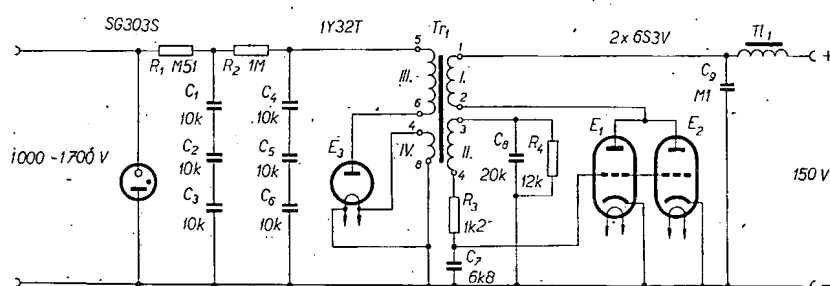 SG303S
1Y32T
Tr1
2 x 6S3V
Tl1
R1 M51
R2 1M
C1
10k
C2
10k
C3
10k
C4
10k
C5
10k
C6
10k
1000 - 1700 V
E3
5
III.
6
4
IV.
8
1
I.
2
3
II.
4
R3
1k2
C7
6k8
C8
20k
R4
12k
E1
E2
C9
M1
+
150 V
-